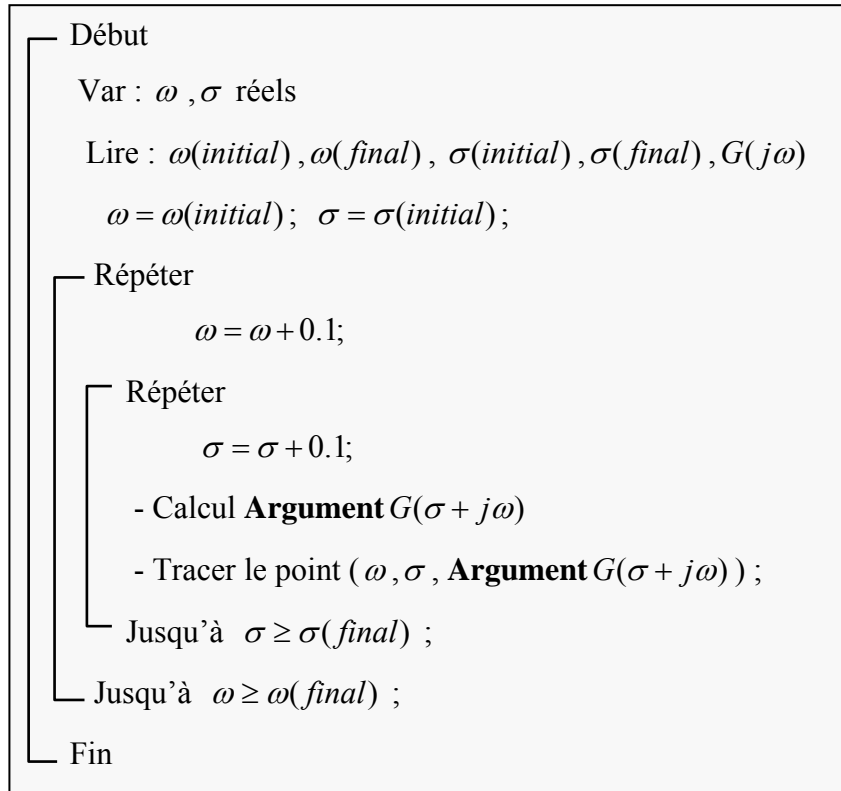 Début
Var : ω , σ réels
Lire : ω(initial) , ω(final) , σ(initial) , σ(final) , G(jω)
ω = ω(initial) ; σ = σ(initial) ;
Répéter
ω = ω + 0.1;
Répéter
σ = σ + 0.1;
- Calcul Argument G(σ + jω)
- Tracer le point ( ω , σ , Argument G(σ + jω) ) ;
Jusqu’à σ ≥ σ(final) ;
Jusqu’à ω ≥ ω(final) ;
Fin